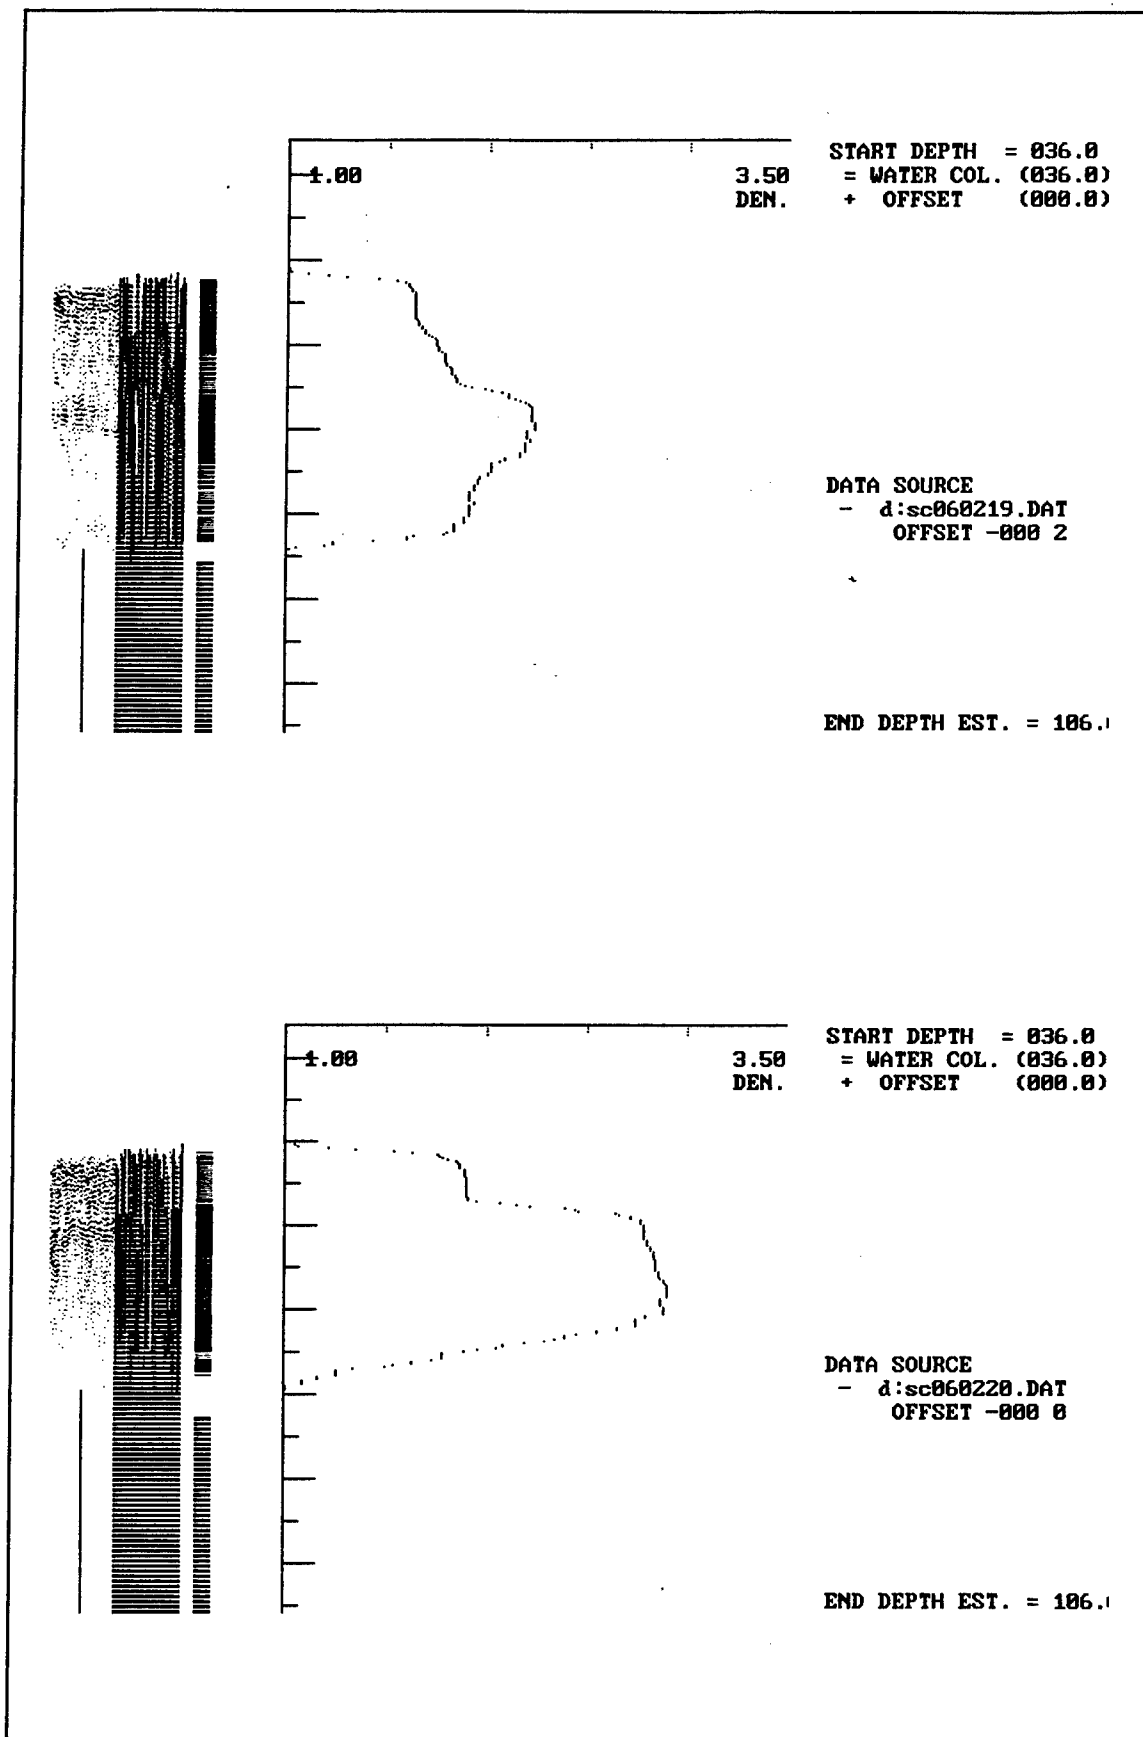 START DEPTH = 036.0
1.00 3.50 = WATER COL. (036.0)
DEN. + OFFSET (000.0)
DATA SOURCE
- d:sc060219.DAT
OFFSET -000 2
END DEPTH EST. = 106.
START DEPTH = 036.0
1.00 3.50 = WATER COL. (036.0)
DEN. + OFFSET (000.0)
DATA SOURCE
- d:sc060220.DAT
OFFSET -000 0
END DEPTH EST. = 106.